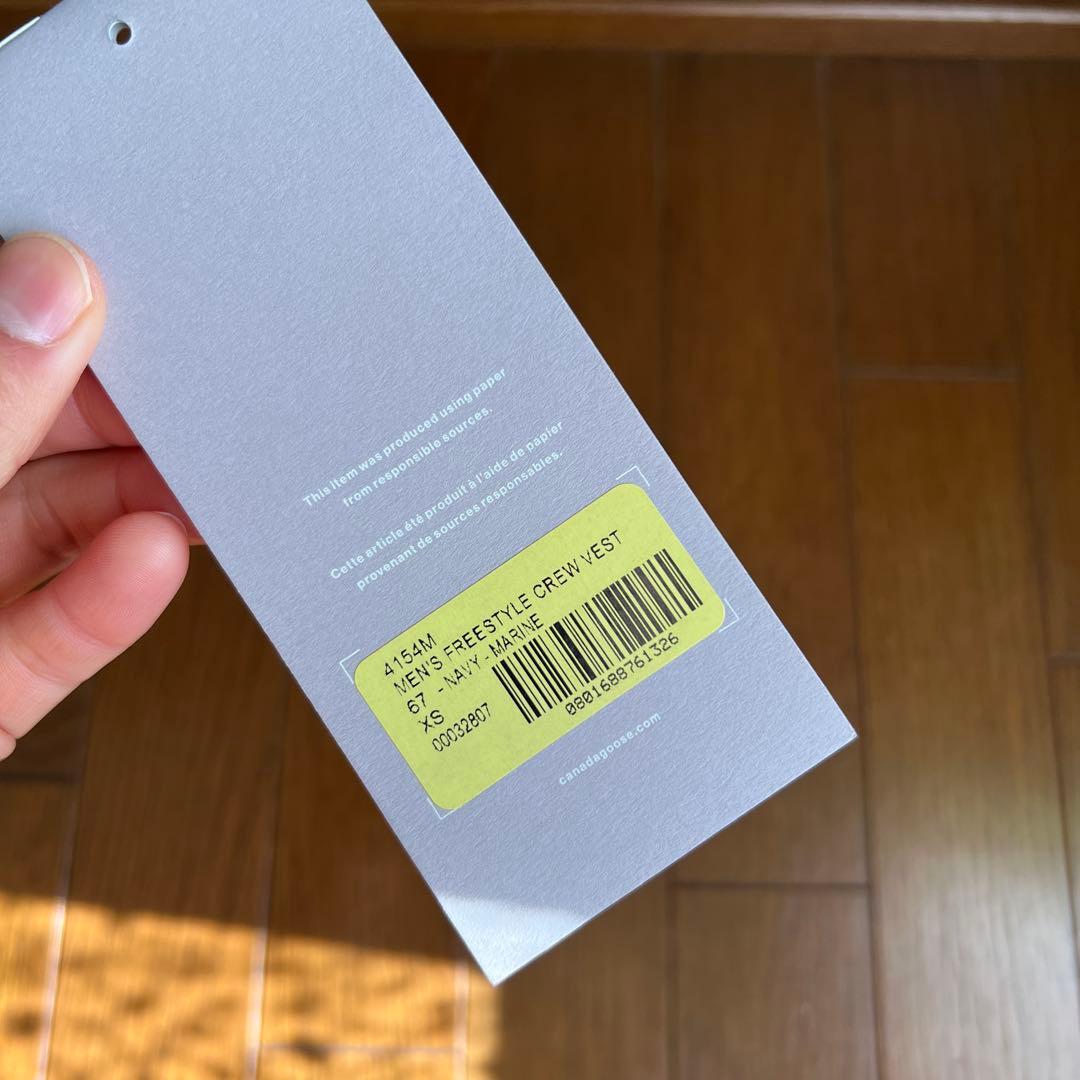 This item was produced using paper
from responsible sources.
Cette article été produit à l'aide de papier
provenant de sources responsables.
4154M
MEN'S FREESTYLE CREW VEST
67 - NAVY - MARINE
XS
00032807
0801688761326
canadagoose.com